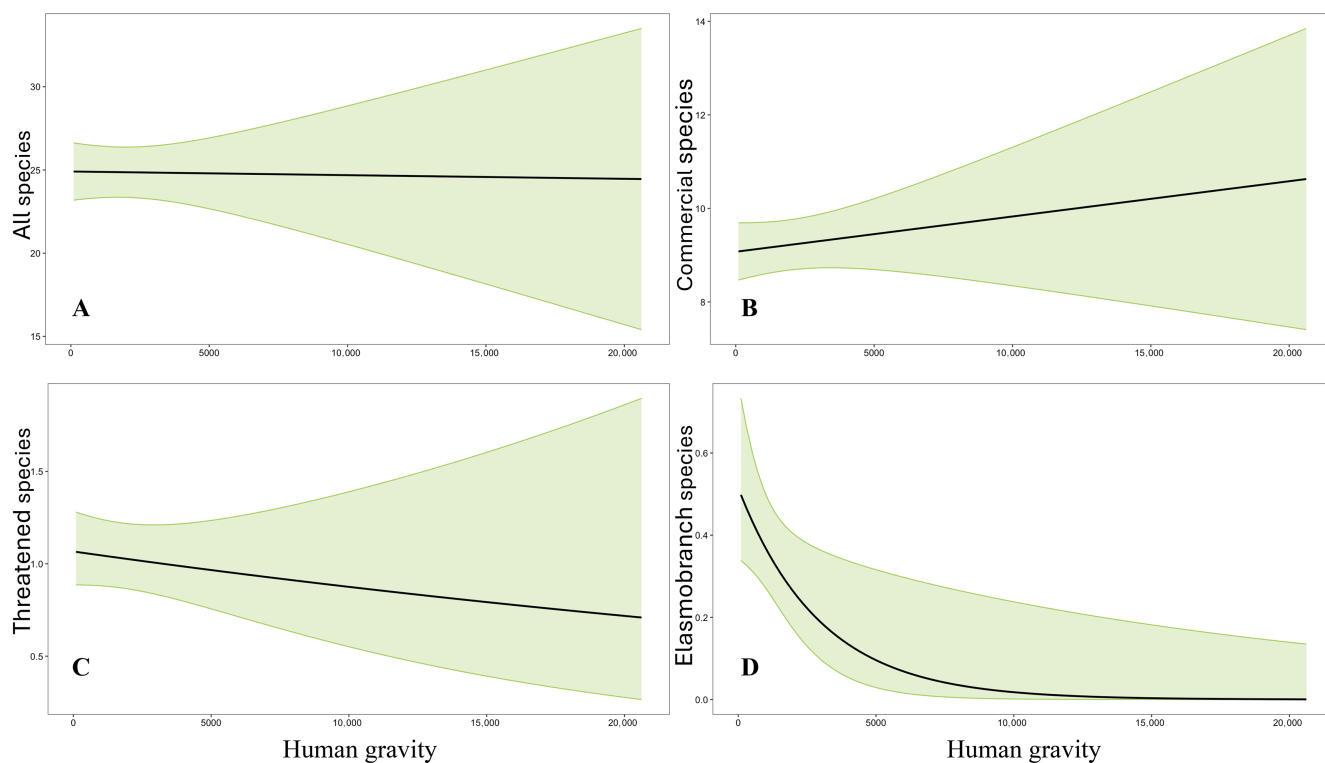 All species
30
25
20
15
A
0 5000 10,000 15,000 20,000
Commercial species
14
12
10
8
B
0 5000 10,000 15,000 20,000
Threatened species
1.5
1.0
0.5
C
0 5000 10,000 15,000 20,000
Human gravity
Elasmobranch species
0.6
0.4
0.2
0.0
D
0 5000 10,000 15,000 20,000
Human gravity